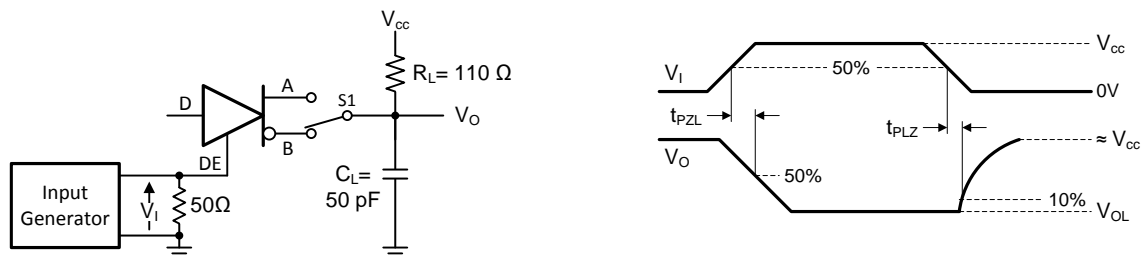 Vcc
RL= 110 Ω
A
S1
D
VO
B
DE
CL=
50 pF
Input
Generator
VI
50Ω
VI
50%
Vcc
0V
tPZL
tPLZ
VO
50%
≈ Vcc
10%
VOL